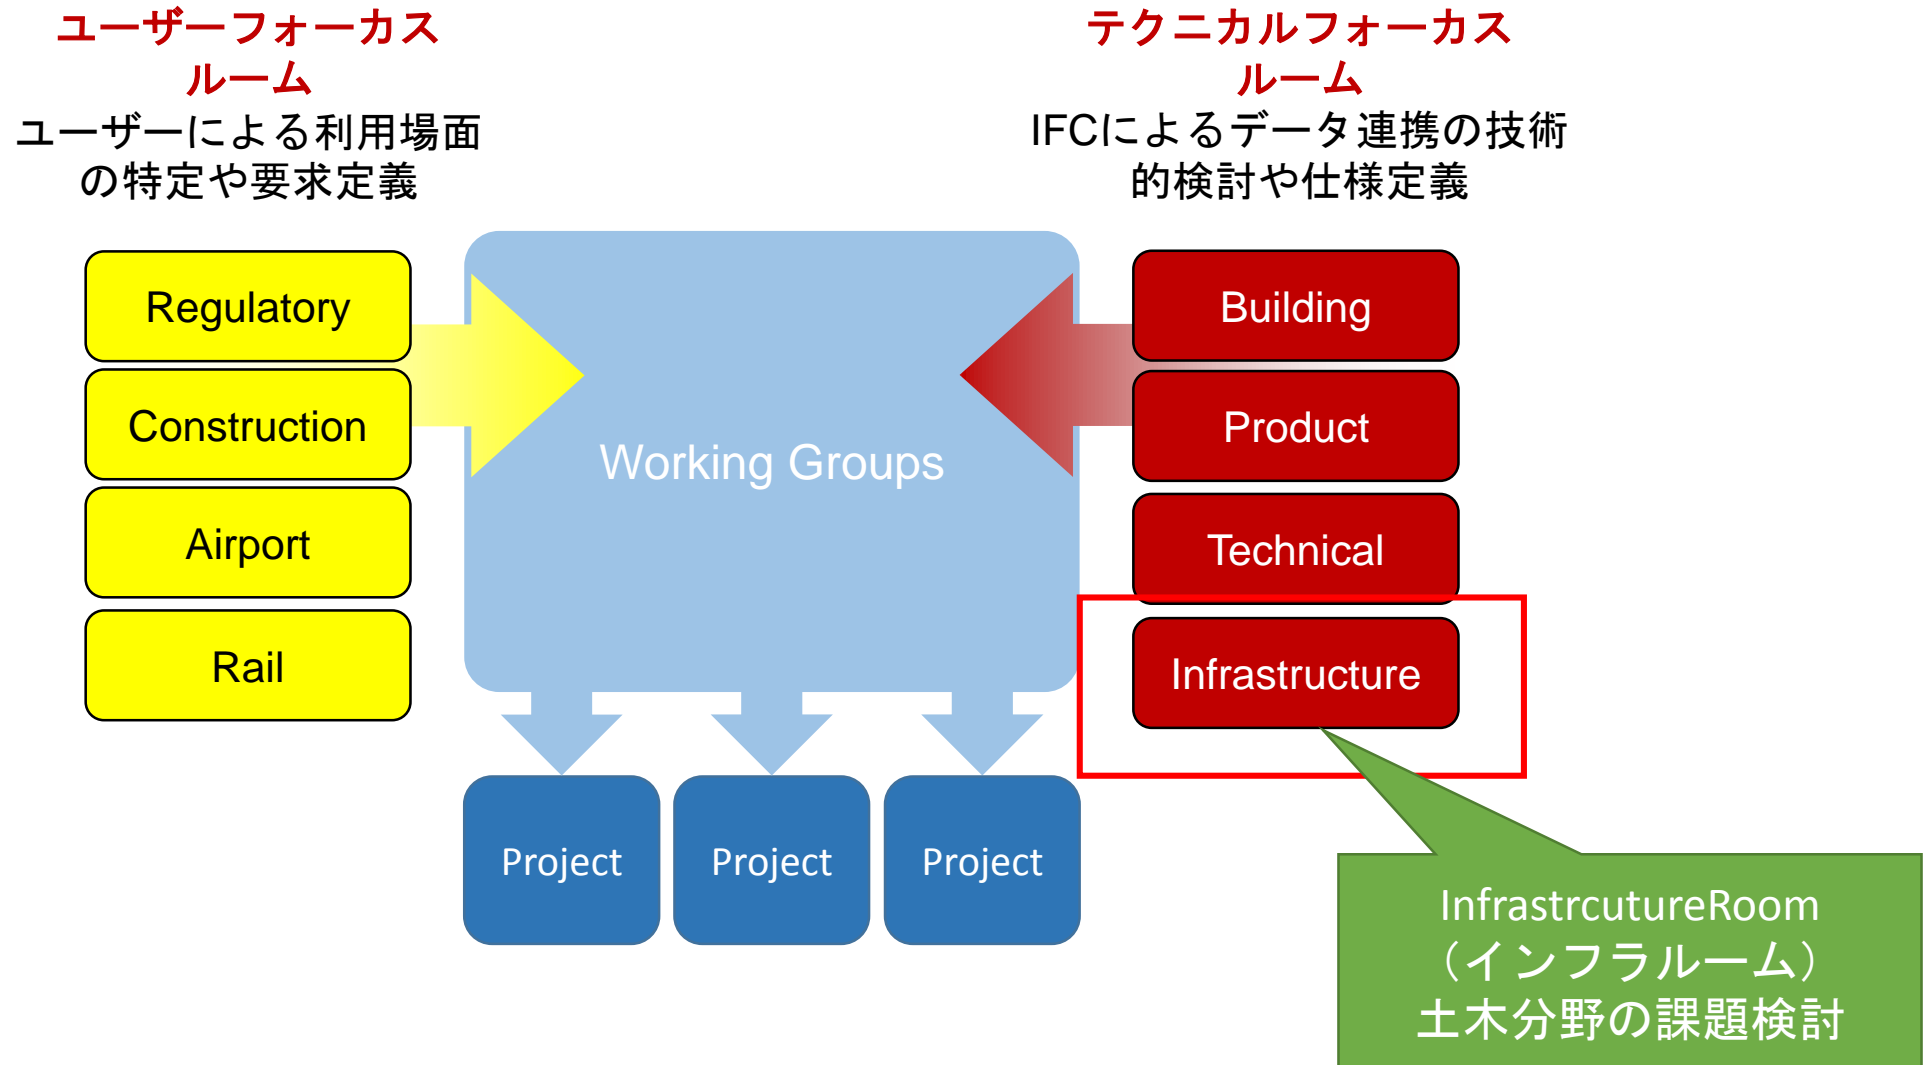 ユーザーフォーカス
ルーム
ユーザーによる利用場面
の特定や要求定義
テクニカルフォーカス
ルーム
IFCによるデータ連携の技術
的検討や仕様定義
Regulatory
Construction
Airport
Rail
Working Groups
Building
Product
Technical
Infrastructure
Project
Project
Project
InfrastrcutureRoom
（インフラルーム）
土木分野の課題検討